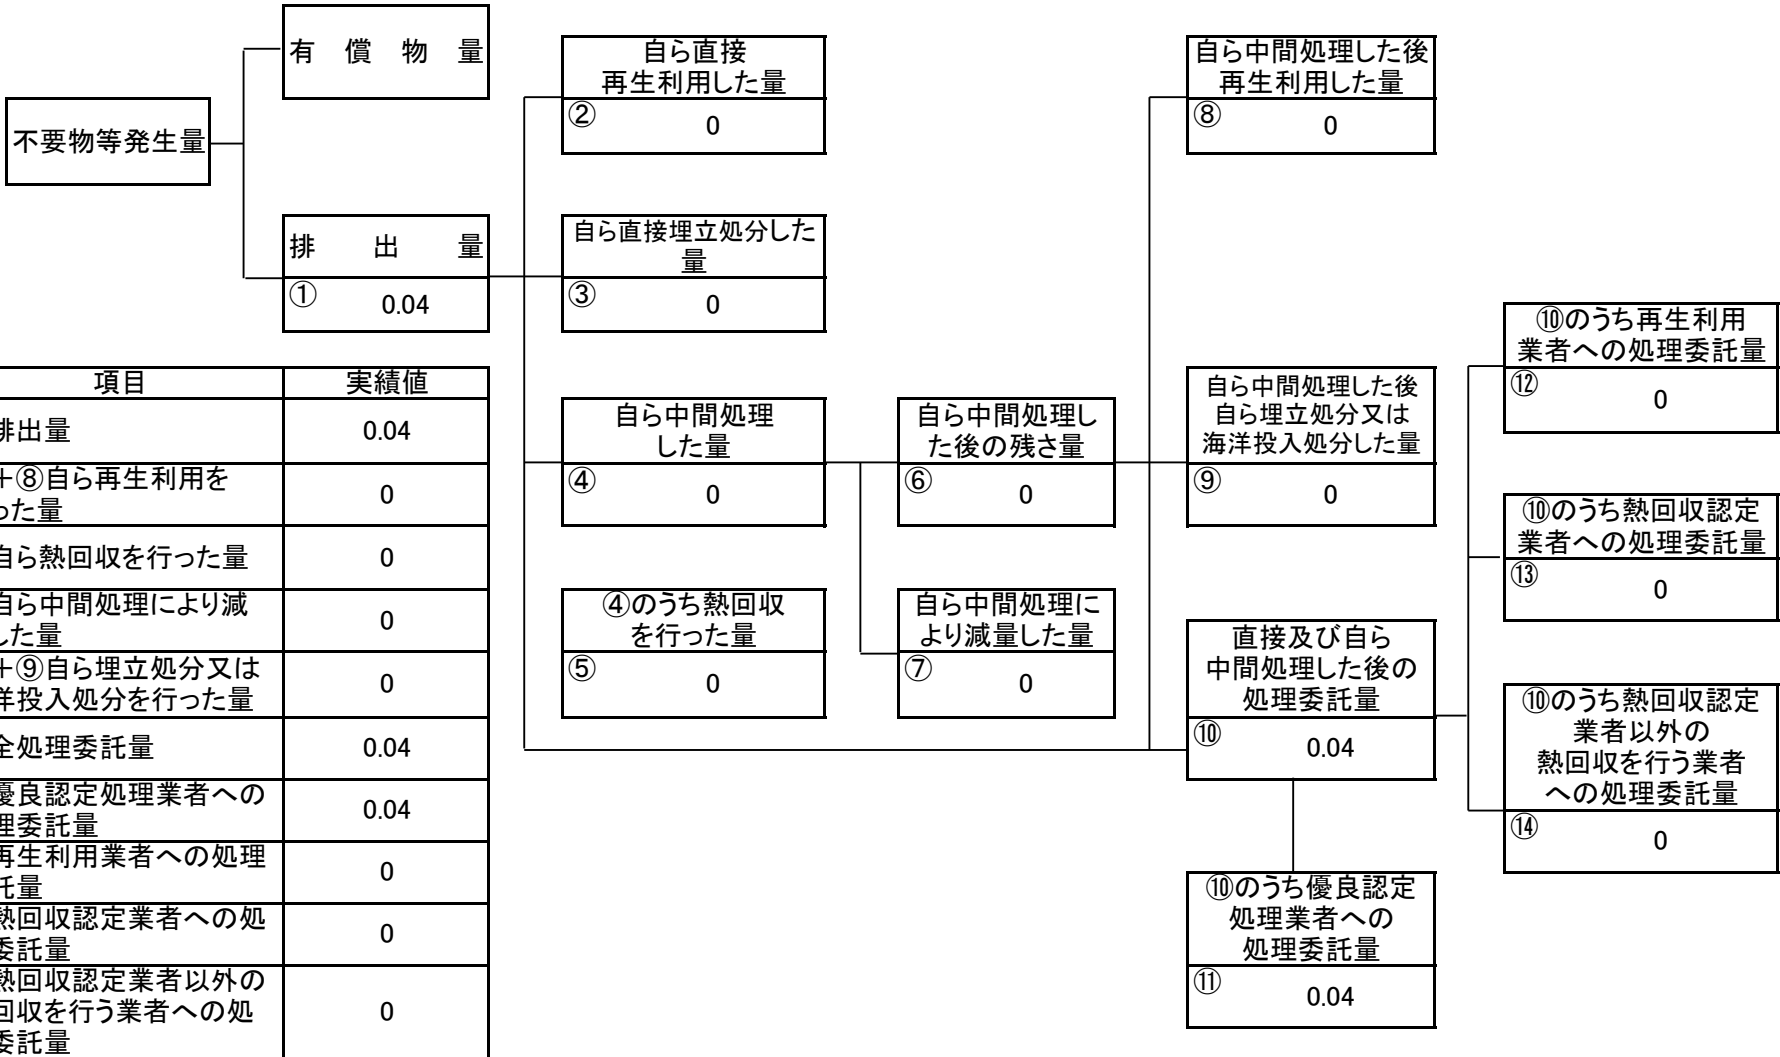 有償物量
不要物等発生量
排出量
① 0.04
自ら直接
再生利用した量
② 0
自ら直接埋立処分した
量
③ 0
自ら中間処理
した量
④ 0
④のうち熱回収
を行った量
⑤ 0
自ら中間処理し
た後の残さ量
⑥ 0
自ら中間処理に
より減量した量
⑦ 0
自ら中間処理した後
再生利用した量
⑧ 0
自ら中間処理した後
自ら埋立処分又は
海洋投入処分した量
⑨ 0
直接及び自ら
中間処理した後の
処理委託量
⑩ 0.04
⑩のうち優良認定
処理業者への
処理委託量
⑪ 0.04
⑩のうち再生利用
業者への処理委託量
⑫ 0
⑩のうち熱回収認定
業者への処理委託量
⑬ 0
⑩のうち熱回収認定
業者以外の
熱回収を行う業者
への処理委託量
⑭ 0
項目 実績値
排出量 0.04
+⑧自ら再生利用を
った量 0
自ら熱回収を行った量 0
自ら中間処理により減
した量 0
+⑨自ら埋立処分又は
洋投入処分を行った量 0
全処理委託量 0.04
優良認定処理業者への
理委託量 0.04
再生利用業者への処理
託量 0
熱回収認定業者への処
委託量 0
熱回収認定業者以外の
回収を行う業者への処
委託量 0